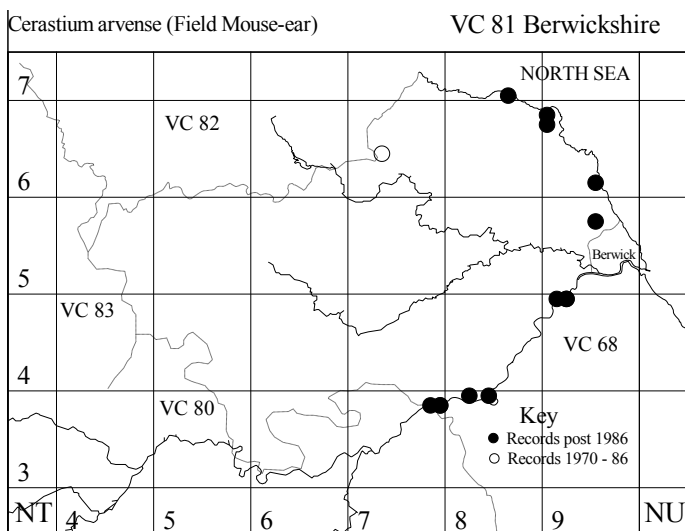 Cerastium arvense (Field Mouse-ear)
VC 81 Berwickshire
7
NORTH SEA
VC 82
6
Berwick
5
VC 83
VC 68
4
VC 80
Key
Records post 1986
Records 1970 - 86
3
NT
4
5
6
7
8
9
NU